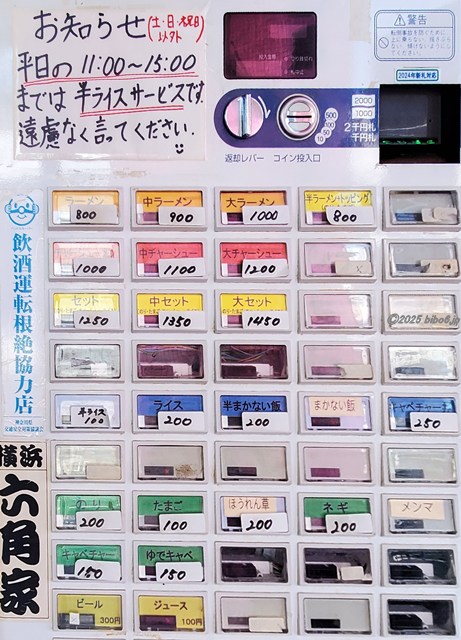 お知らせ (土・日・祝日以外)
平日の 11:00〜15:00
までは 半ライスサービスです。
遠慮なく言ってください。
警告
2024年新札対応
2000
1000
500
100
50
10
2千円札
千円札
返却レバー
コイン投入口
ラーメン 800
中ラーメン 900
大ラーメン 1000
半ラーメン+トッピング 800
1000
中チャーシュー 1100
大チャーシュー 1200
セット 1250
中セット 1350
大セット 1450
©2025 bibo6.jp
半ライス 100
ライス 200
半まかない飯 200
まかない飯
キャベチャーまん 250
のり 200
たまご 100
ほうれん草 200
ネギ 200
メンマ
キャベチャー 150
ゆでキャベ 150
ビール 300円
ジュース 100円
飲酒運転根絶協力店
横浜
六角家